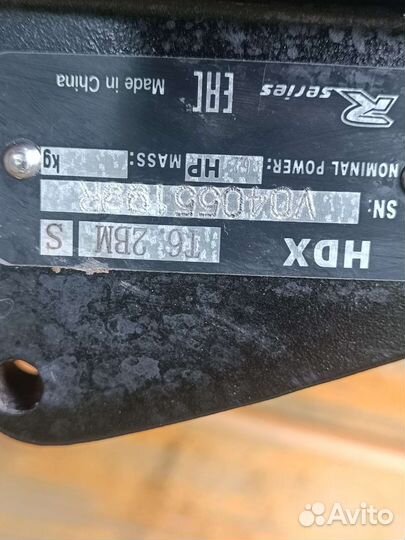 HDX T6 2BM S
SN:
NOMINAL POWER: HP MASS: kg
R series EAC Made in China
Avito